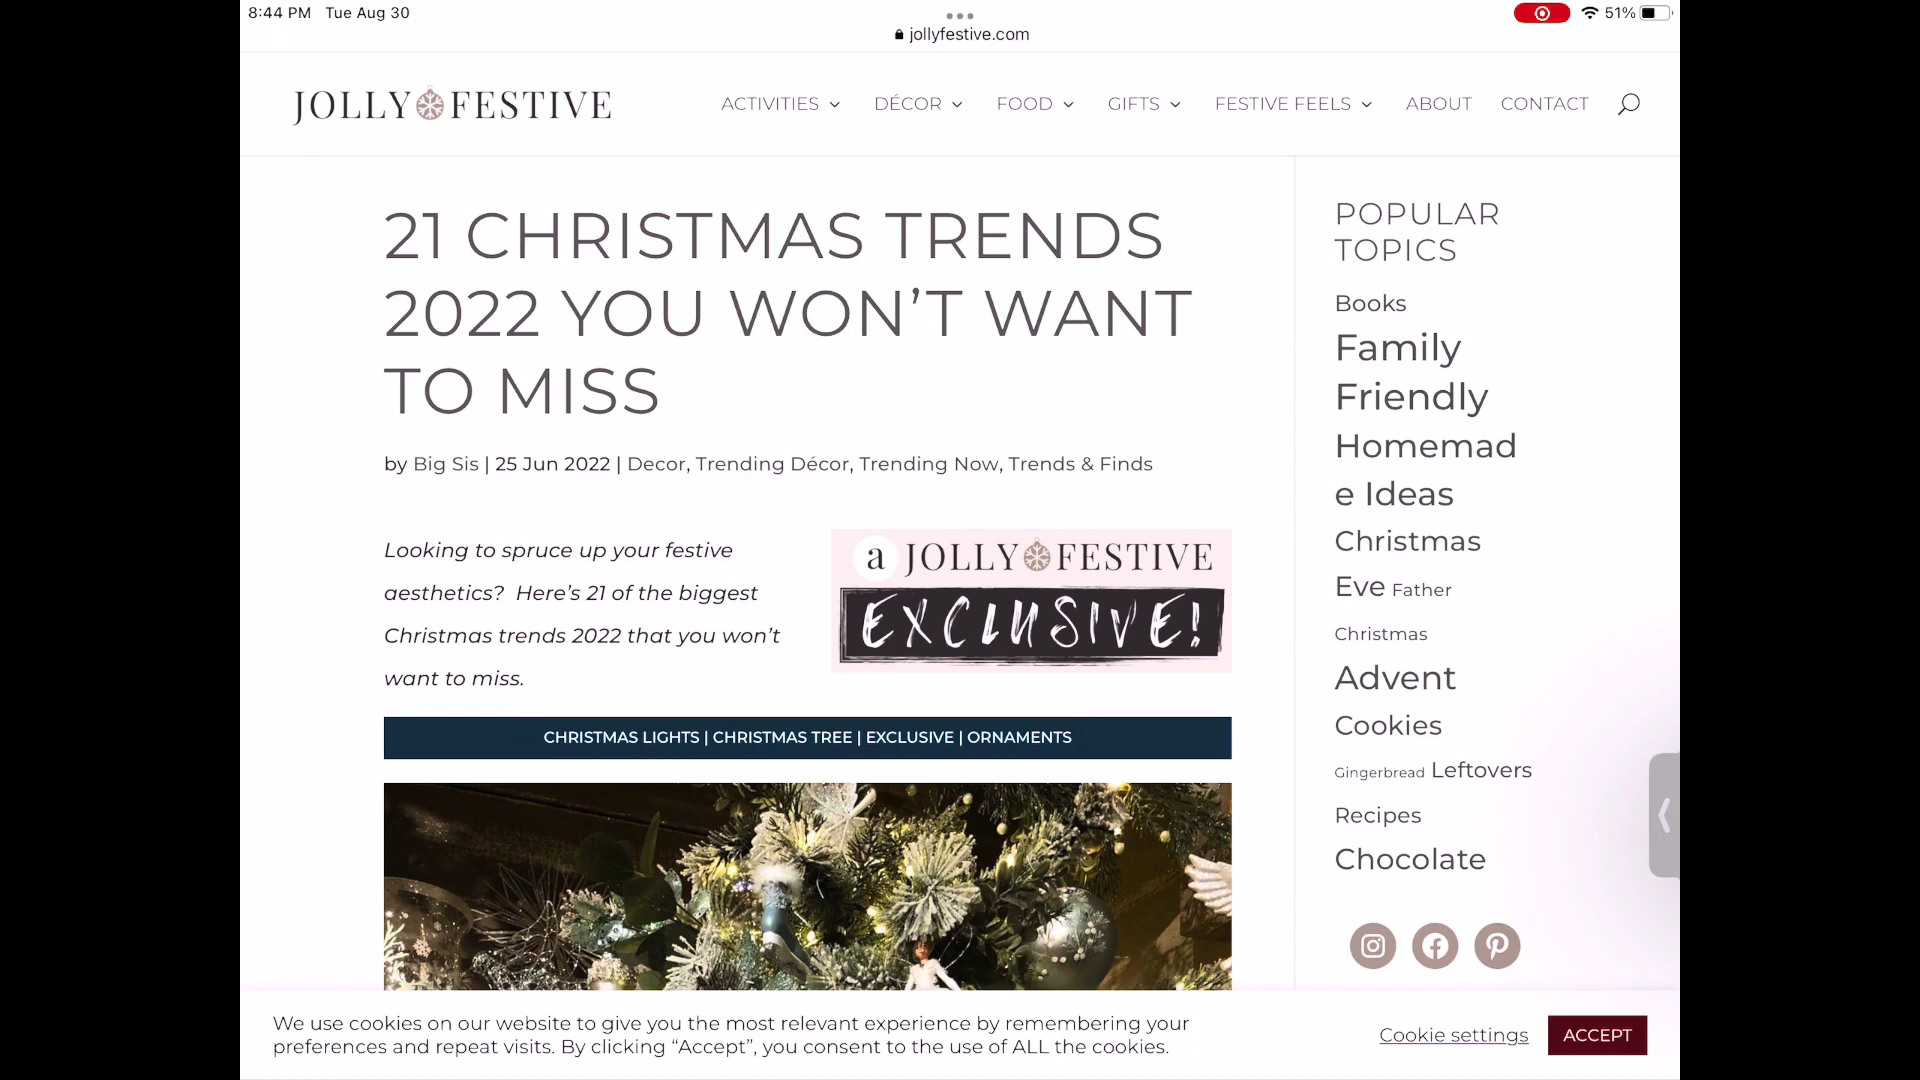 8:44 PM Tue Aug 30
51%
jollyfestive.com
JOLLY FESTIVE
ACTIVITIES DÉCOR FOOD GIFTS FESTIVE FEELS ABOUT CONTACT
21 CHRISTMAS TRENDS
2022 YOU WON’T WANT
TO MISS
by Big Sis | 25 Jun 2022 | Decor, Trending Décor, Trending Now, Trends & Finds
Looking to spruce up your festive
aesthetics? Here’s 21 of the biggest
Christmas trends 2022 that you won’t
want to miss.
a JOLLY FESTIVE
EXCLUSIVE!
CHRISTMAS LIGHTS | CHRISTMAS TREE | EXCLUSIVE | ORNAMENTS
POPULAR
TOPICS
Books
Family
Friendly
Homemad
e Ideas
Christmas
Eve Father
Christmas
Advent
Cookies
Gingerbread Leftovers
Recipes
Chocolate
We use cookies on our website to give you the most relevant experience by remembering your
preferences and repeat visits. By clicking “Accept”, you consent to the use of ALL the cookies.
Cookie settings
ACCEPT